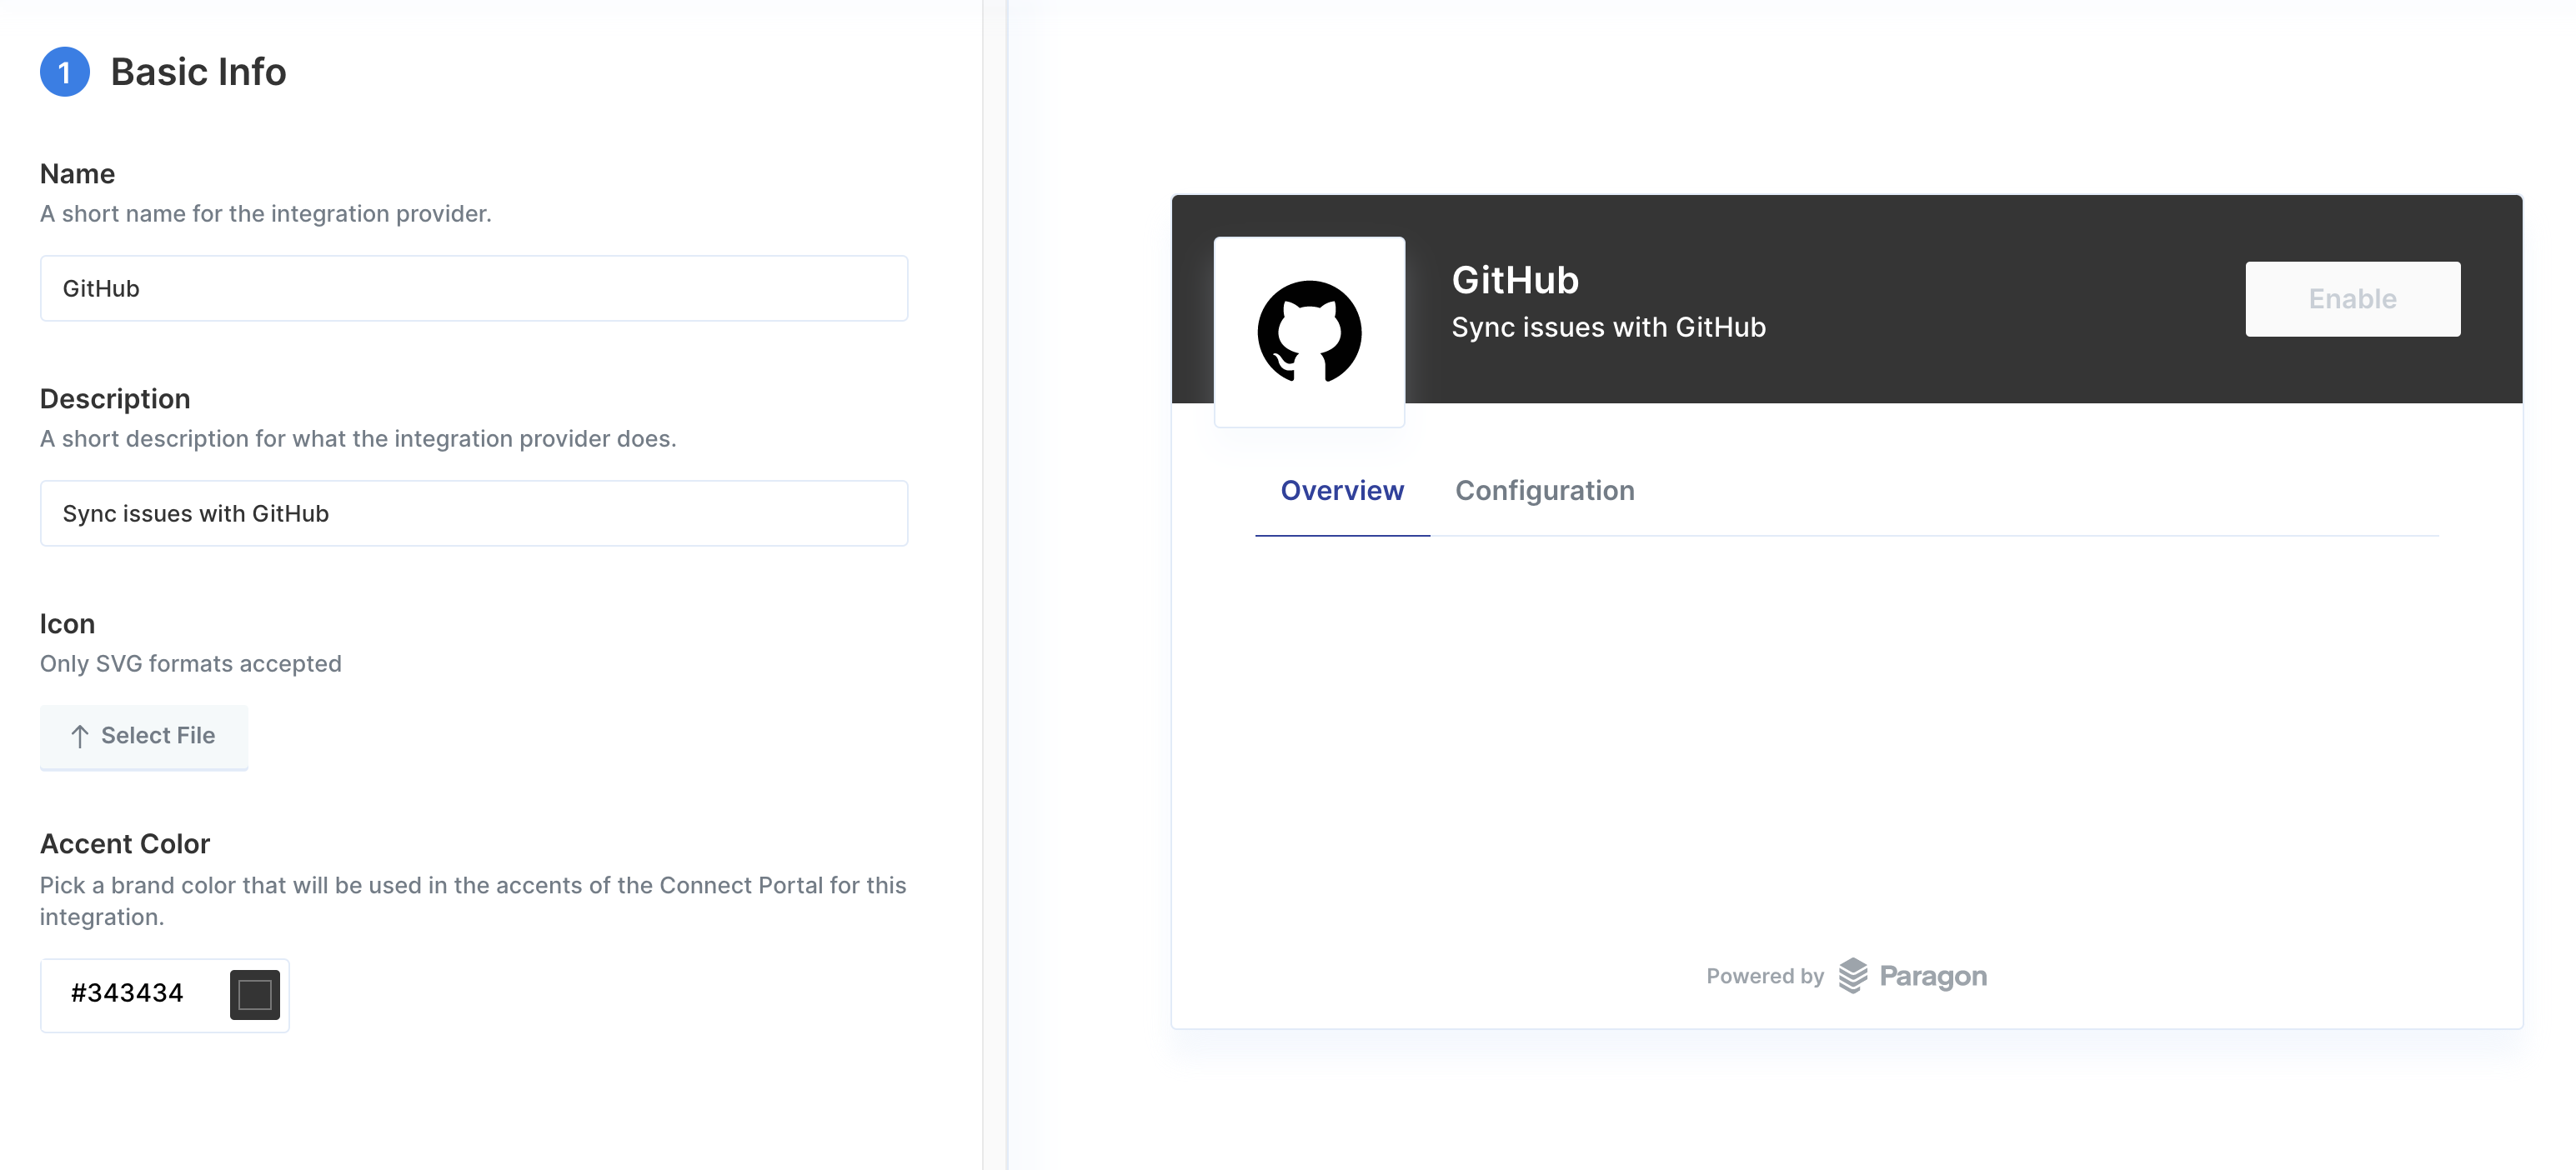 1 Basic Info
Name
A short name for the integration provider.
GitHub
Description
A short description for what the integration provider does.
Sync issues with GitHub
Icon
Only SVG formats accepted
Select File
Accent Color
Pick a brand color that will be used in the accents of the Connect Portal for this
integration.
#343434
GitHub
Sync issues with GitHub
Enable
Overview Configuration
Powered by Paragon